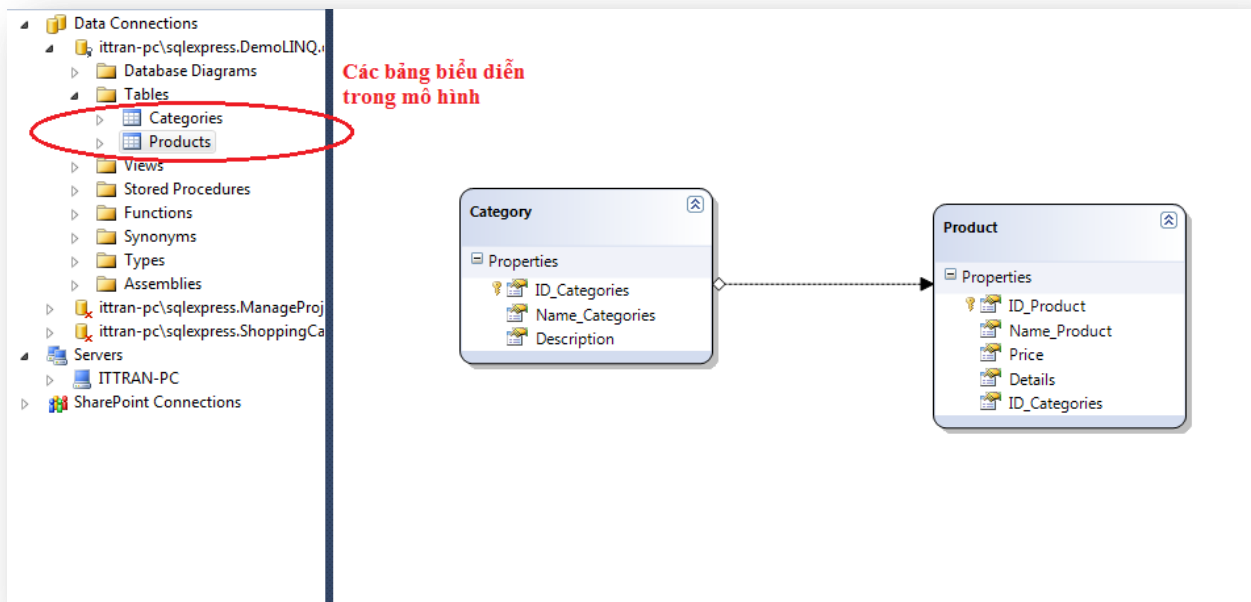 Data Connections
ittran-pc\sqlexpress.DemoLINQ.
Database Diagrams
Tables
Categories
Products
Views
Stored Procedures
Functions
Synonyms
Types
Assemblies
ittran-pc\sqlexpress.ManageProj
ittran-pc\sqlexpress.ShoppingCa
Servers
ITTRAN-PC
SharePoint Connections
Các bảng biểu diễn
trong mô hình
Category
Properties
ID_Categories
Name_Categories
Description
Product
Properties
ID_Product
Name_Product
Price
Details
ID_Categories